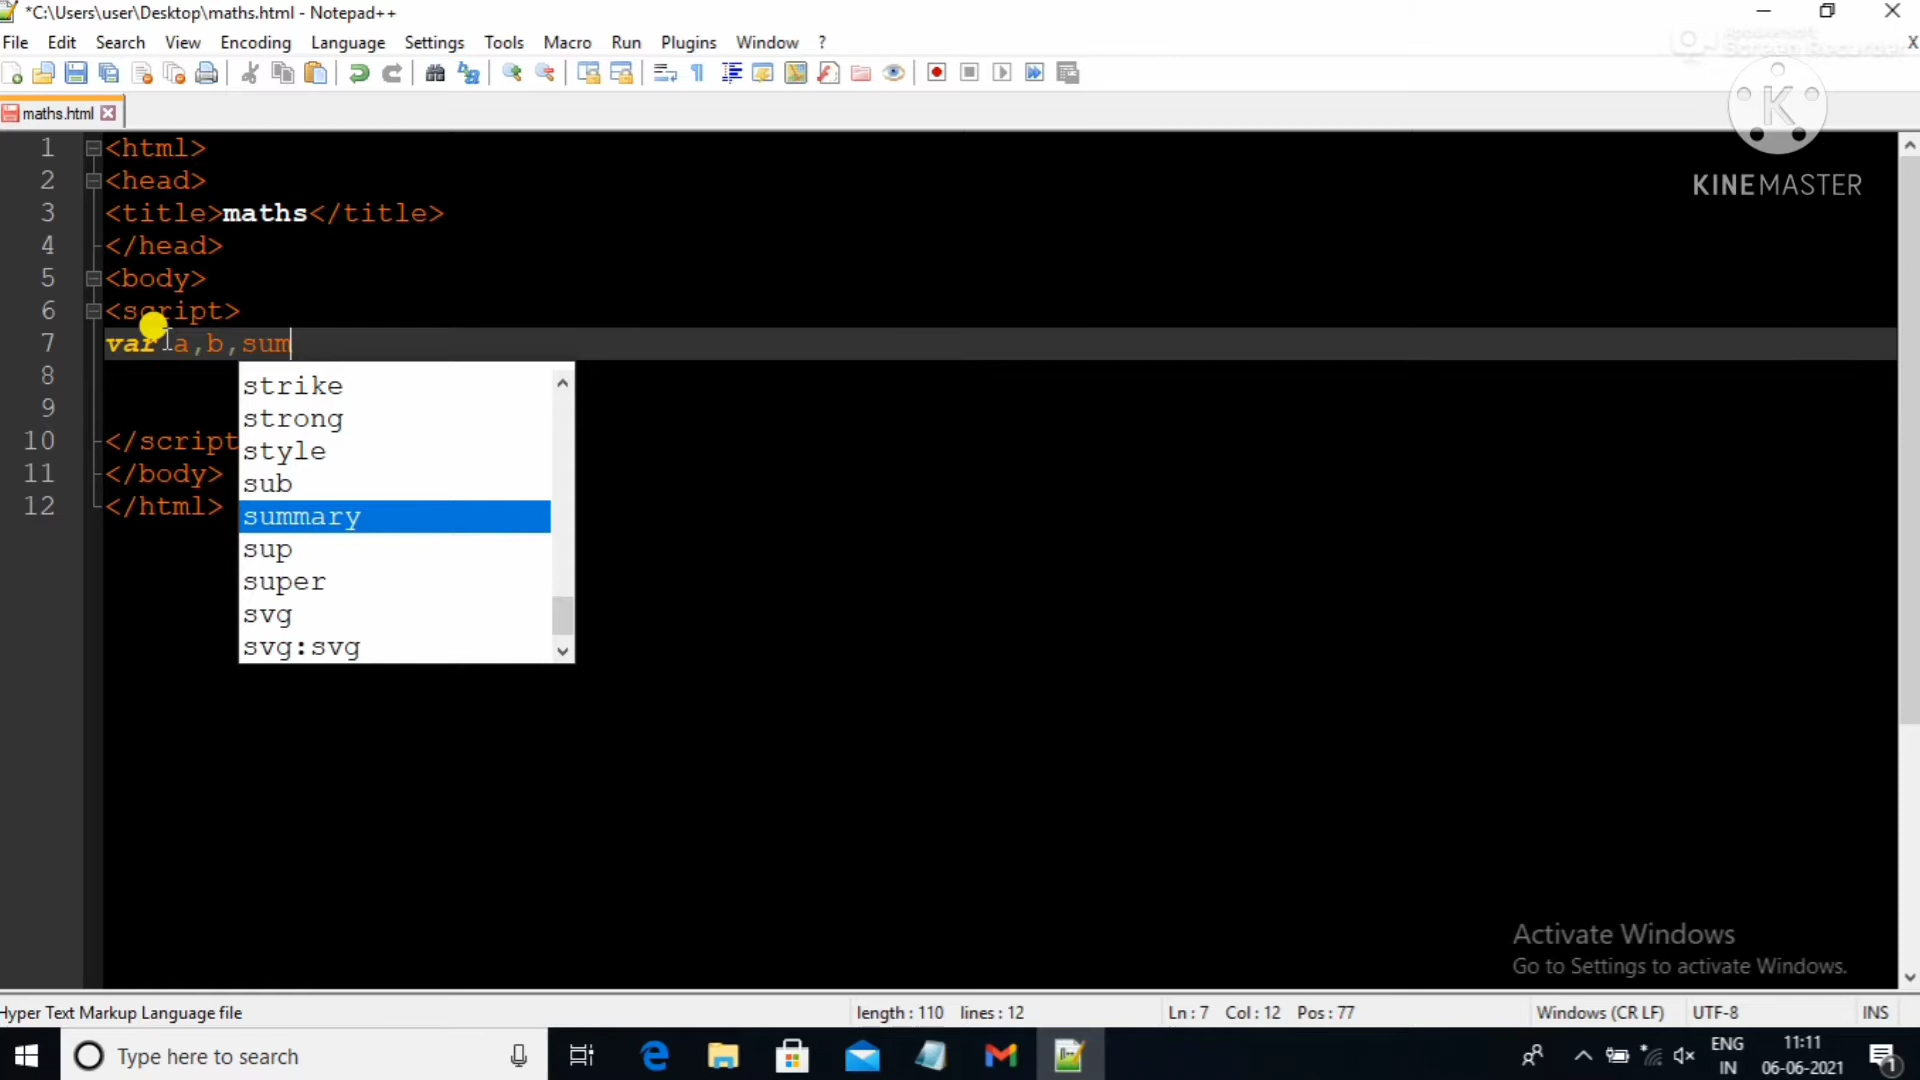 *C:\Users\user\Desktop\maths.html - Notepad++
File Edit Search View Encoding Language Settings Tools Macro Run Plugins Window ?
X
Screen Recorder
maths.html
K
KINEMASTER
1 <html>
2 <head>
3 <title>maths</title>
4 </head>
5 <body>
6 <script>
7 var a,b,sum
8
9
10 </script
11 </body>
12 </html>
strike
strong
style
sub
summary
sup
super
svg
svg:svg
Activate Windows
Go to Settings to activate Windows.
Hyper Text Markup Language file length : 110 lines : 12 Ln : 7 Col : 12 Pos : 77 Windows (CR LF) UTF-8 INS
Type here to search
ENG
IN
11:11
06-06-2021
1